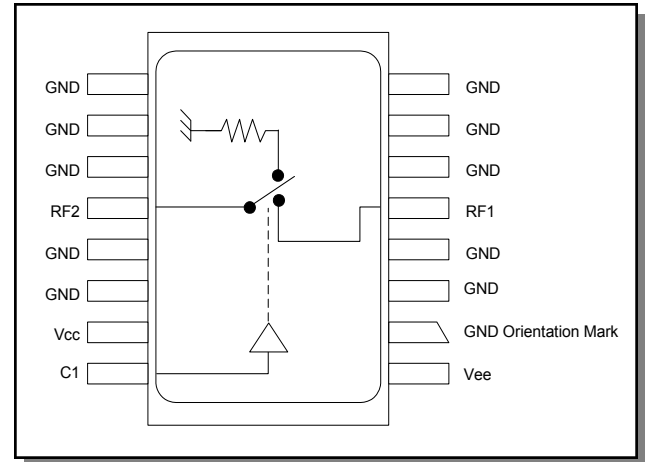 GND GND
GND GND
GND GND
RF2 RF1
GND GND
GND GND
Vcc GND Orientation Mark
C1 Vee